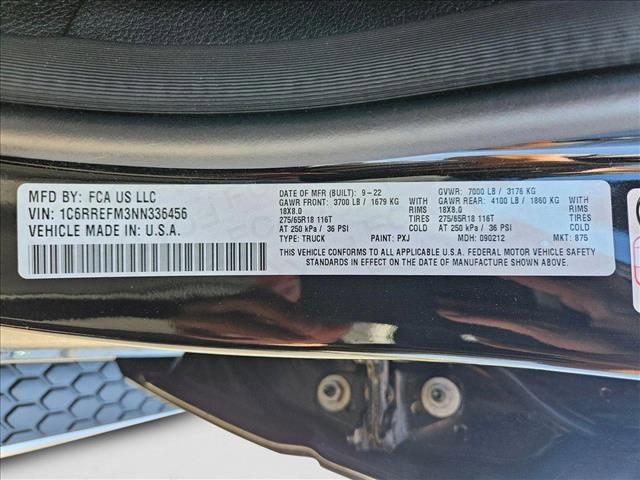 MFD BY: FCA US LLC
VIN: 1C6RREFM3NN336456
VEHICLE MADE IN: U.S.A.
DATE OF MFR (BUILT): 9-22 GVWR: 7000 LB / 3176 KG
GAWR FRONT: 3700 LB / 1679 KG WITH GAWR REAR: 4100 LB / 1860 KG WITH
18X8.0 RIMS 18X8.0 RIMS
275/65R18 116T TIRES 275/65R18 116T TIRES
AT 250 kPa / 36 PSI COLD AT 250 kPa / 36 PSI COLD
TYPE: TRUCK PAINT: PXJ MDH: 090212 MKT: 875
THIS VEHICLE CONFORMS TO ALL APPLICABLE U.S.A. FEDERAL MOTOR VEHICLE SAFETY
STANDARDS IN EFFECT ON THE DATE OF MANUFACTURE SHOWN ABOVE.